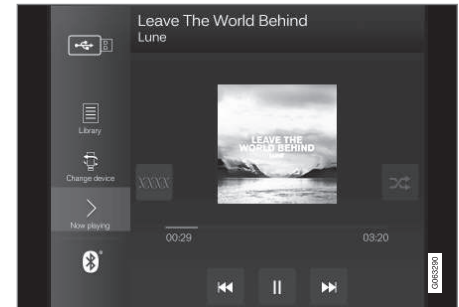 Leave The World Behind
Lune
Library
Change device
Now playing
LEAVE THE
WORLD BEHIND
LUNE
XXXX
00:29
03:20
G063290